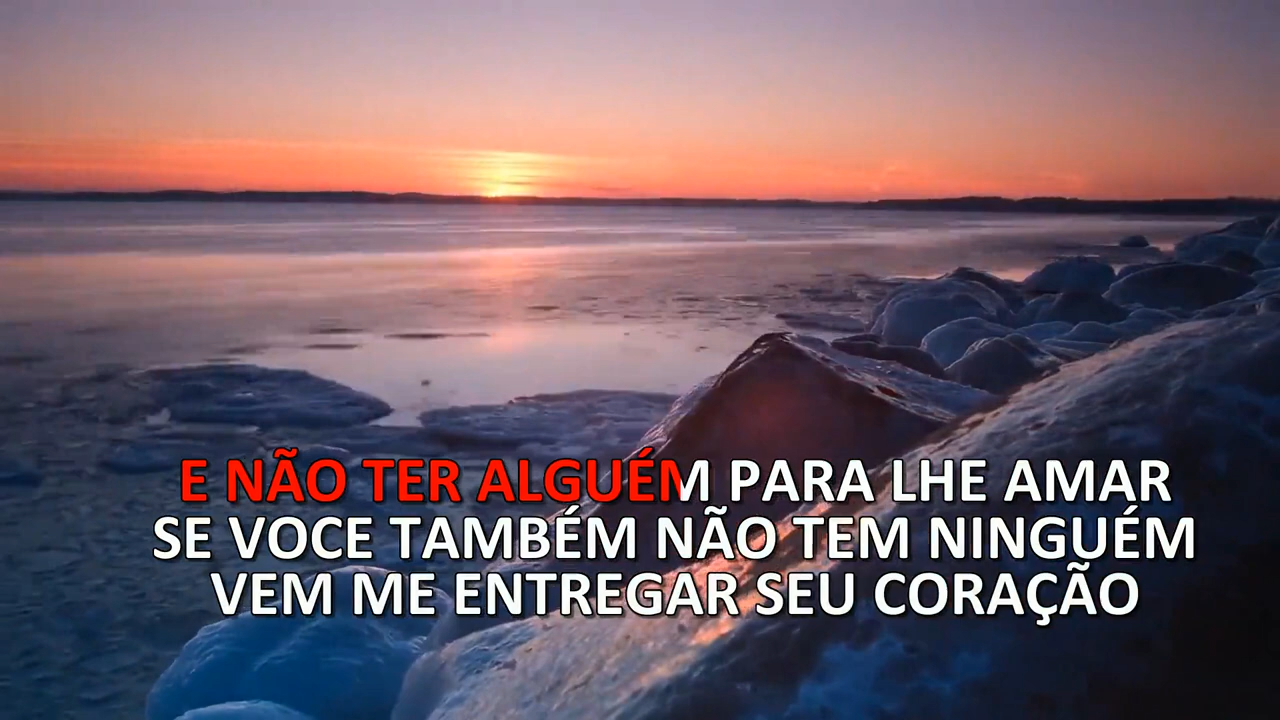 E NÃO TER ALGUÉM PARA LHE AMAR
SE VOCE TAMBÉM NÃO TEM NINGUÉM
VEM ME ENTREGAR SEU CORAÇÃO